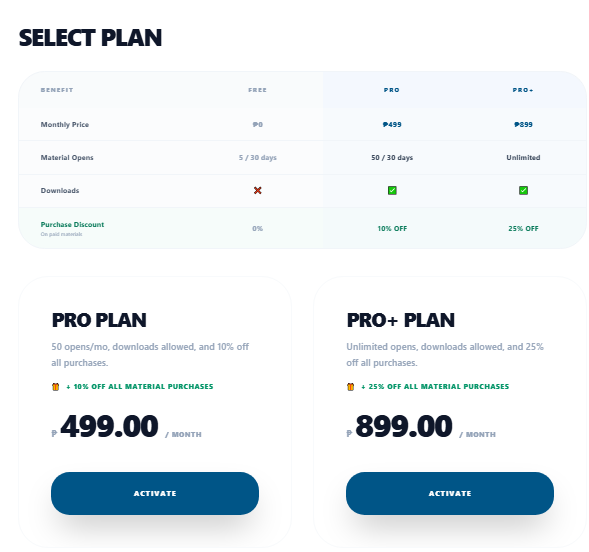 SELECT PLAN
BENEFIT FREE PRO PRO+
Monthly Price ₱0 ₱499 ₱899
Material Opens 5 / 30 days 50 / 30 days Unlimited
Downloads ❌ ✅ ✅
Purchase Discount 0% 10% OFF 25% OFF
On paid materials
PRO PLAN
50 opens/mo, downloads allowed, and 10% off
all purchases.
🎁 + 10% OFF ALL MATERIAL PURCHASES
₱ 499.00 / MONTH
ACTIVATE
PRO+ PLAN
Unlimited opens, downloads allowed, and 25%
off all purchases.
🎁 + 25% OFF ALL MATERIAL PURCHASES
₱ 899.00 / MONTH
ACTIVATE